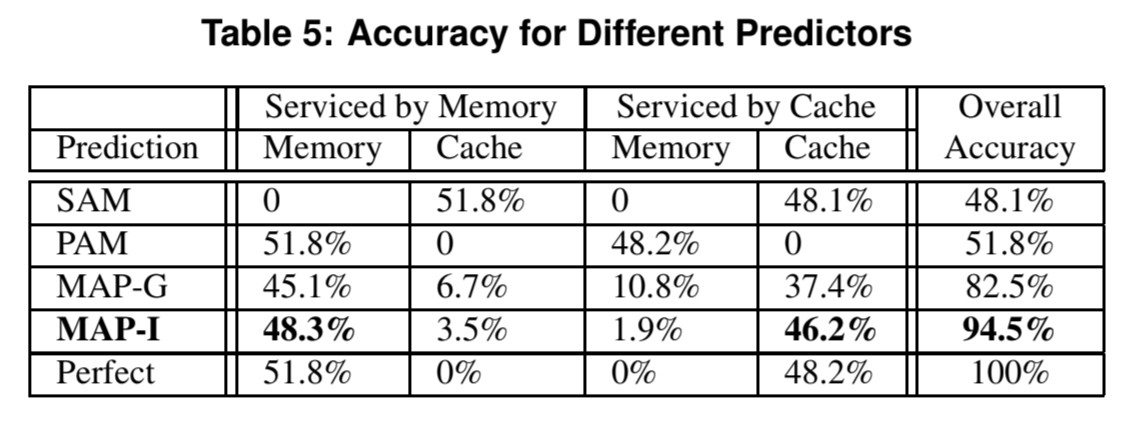 Table 5: Accuracy for Different Predictors
Serviced by Memory Serviced by Cache Overall
Prediction Memory Cache Memory Cache Accuracy
SAM 0 51.8% 0 48.1% 48.1%
PAM 51.8% 0 48.2% 0 51.8%
MAP-G 45.1% 6.7% 10.8% 37.4% 82.5%
MAP-I 48.3% 3.5% 1.9% 46.2% 94.5%
Perfect 51.8% 0% 0% 48.2% 100%